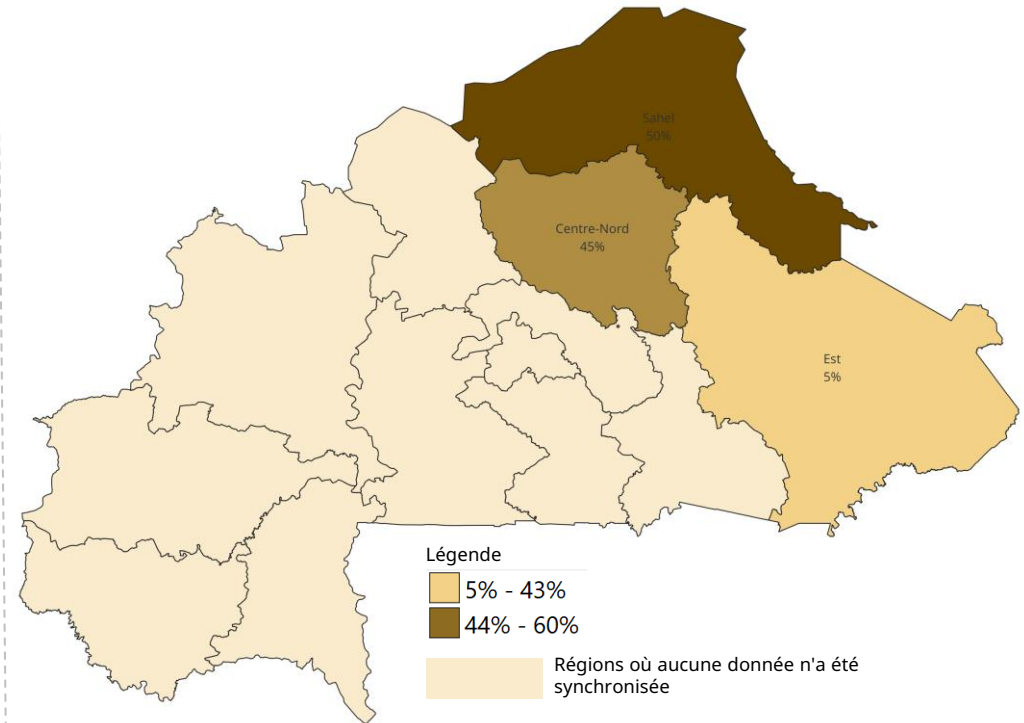 Sahel
50%
Centre-Nord
45%
Est
5%
Légende
5% - 43%
44% - 60%
Régions où aucune donnée n'a été
synchronisée